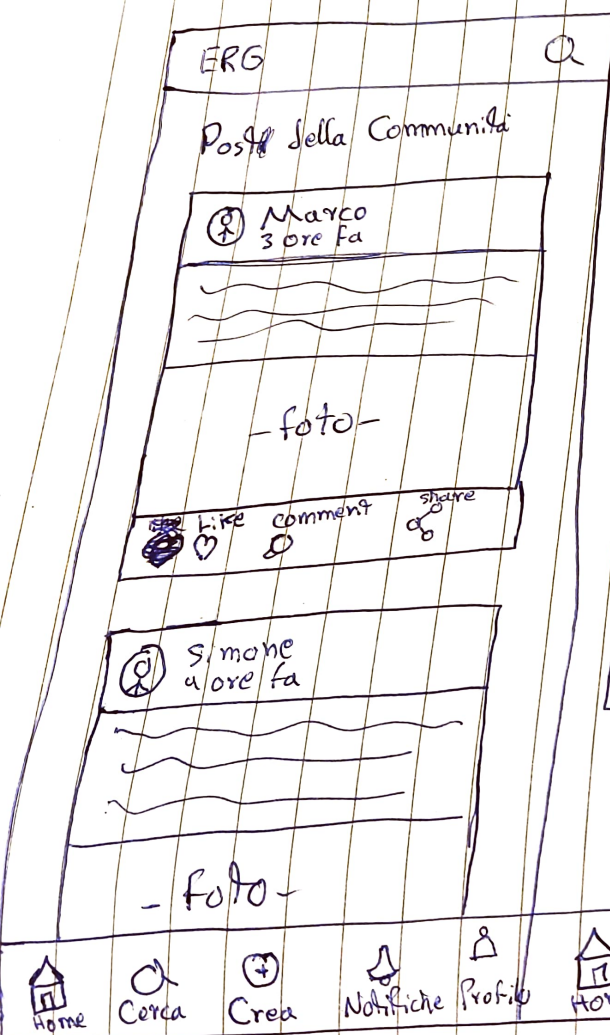 ERG
Post della Communità
Marco
3 ore fa
- foto -
Like comment share
Simone
4 ore fa
- foto -
Home Cerca Crea Notifiche Profilo